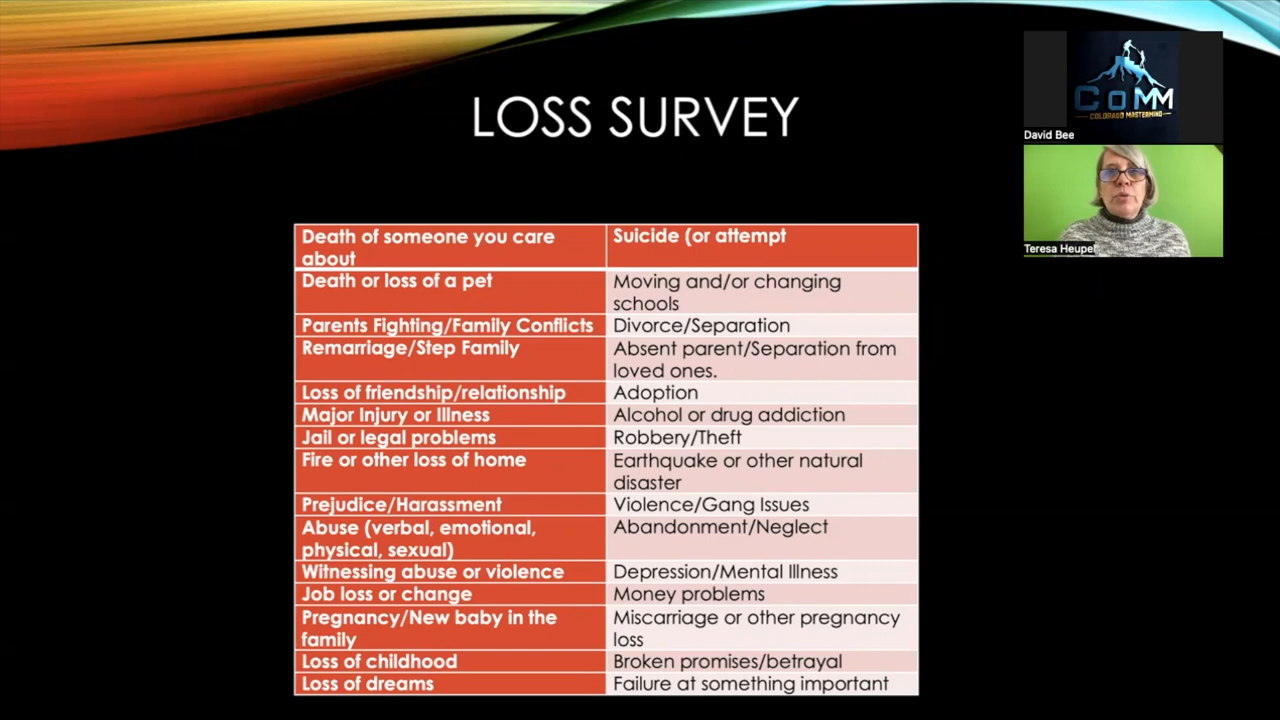 LOSS SURVEY
Death of someone you care
about
Suicide (or attempt
Death or loss of a pet
Moving and/or changing
schools
Parents Fighting/Family Conflicts
Divorce/Separation
Remarriage/Step Family
Absent parent/Separation from
loved ones.
Loss of friendship/relationship
Adoption
Major Injury or Illness
Alcohol or drug addiction
Jail or legal problems
Robbery/Theft
Fire or other loss of home
Earthquake or other natural
disaster
Prejudice/Harassment
Violence/Gang Issues
Abuse (verbal, emotional,
physical, sexual)
Abandonment/Neglect
Witnessing abuse or violence
Depression/Mental Illness
Job loss or change
Money problems
Pregnancy/New baby in the
family
Miscarriage or other pregnancy
loss
Loss of childhood
Broken promises/betrayal
Loss of dreams
Failure at something important
CoMM
COLORADO MASTERMIND
David Bee
Teresa Heupel